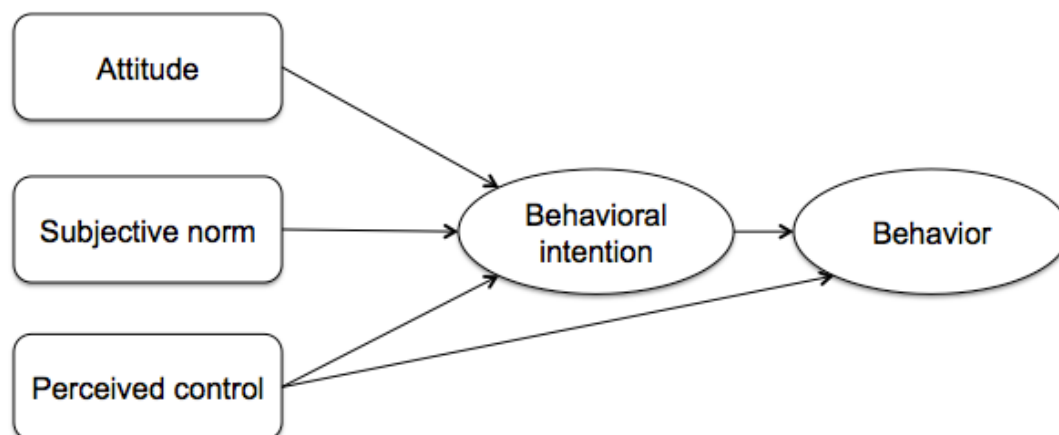 Attitude
Subjective norm
Perceived control
Behavioral
intention
Behavior